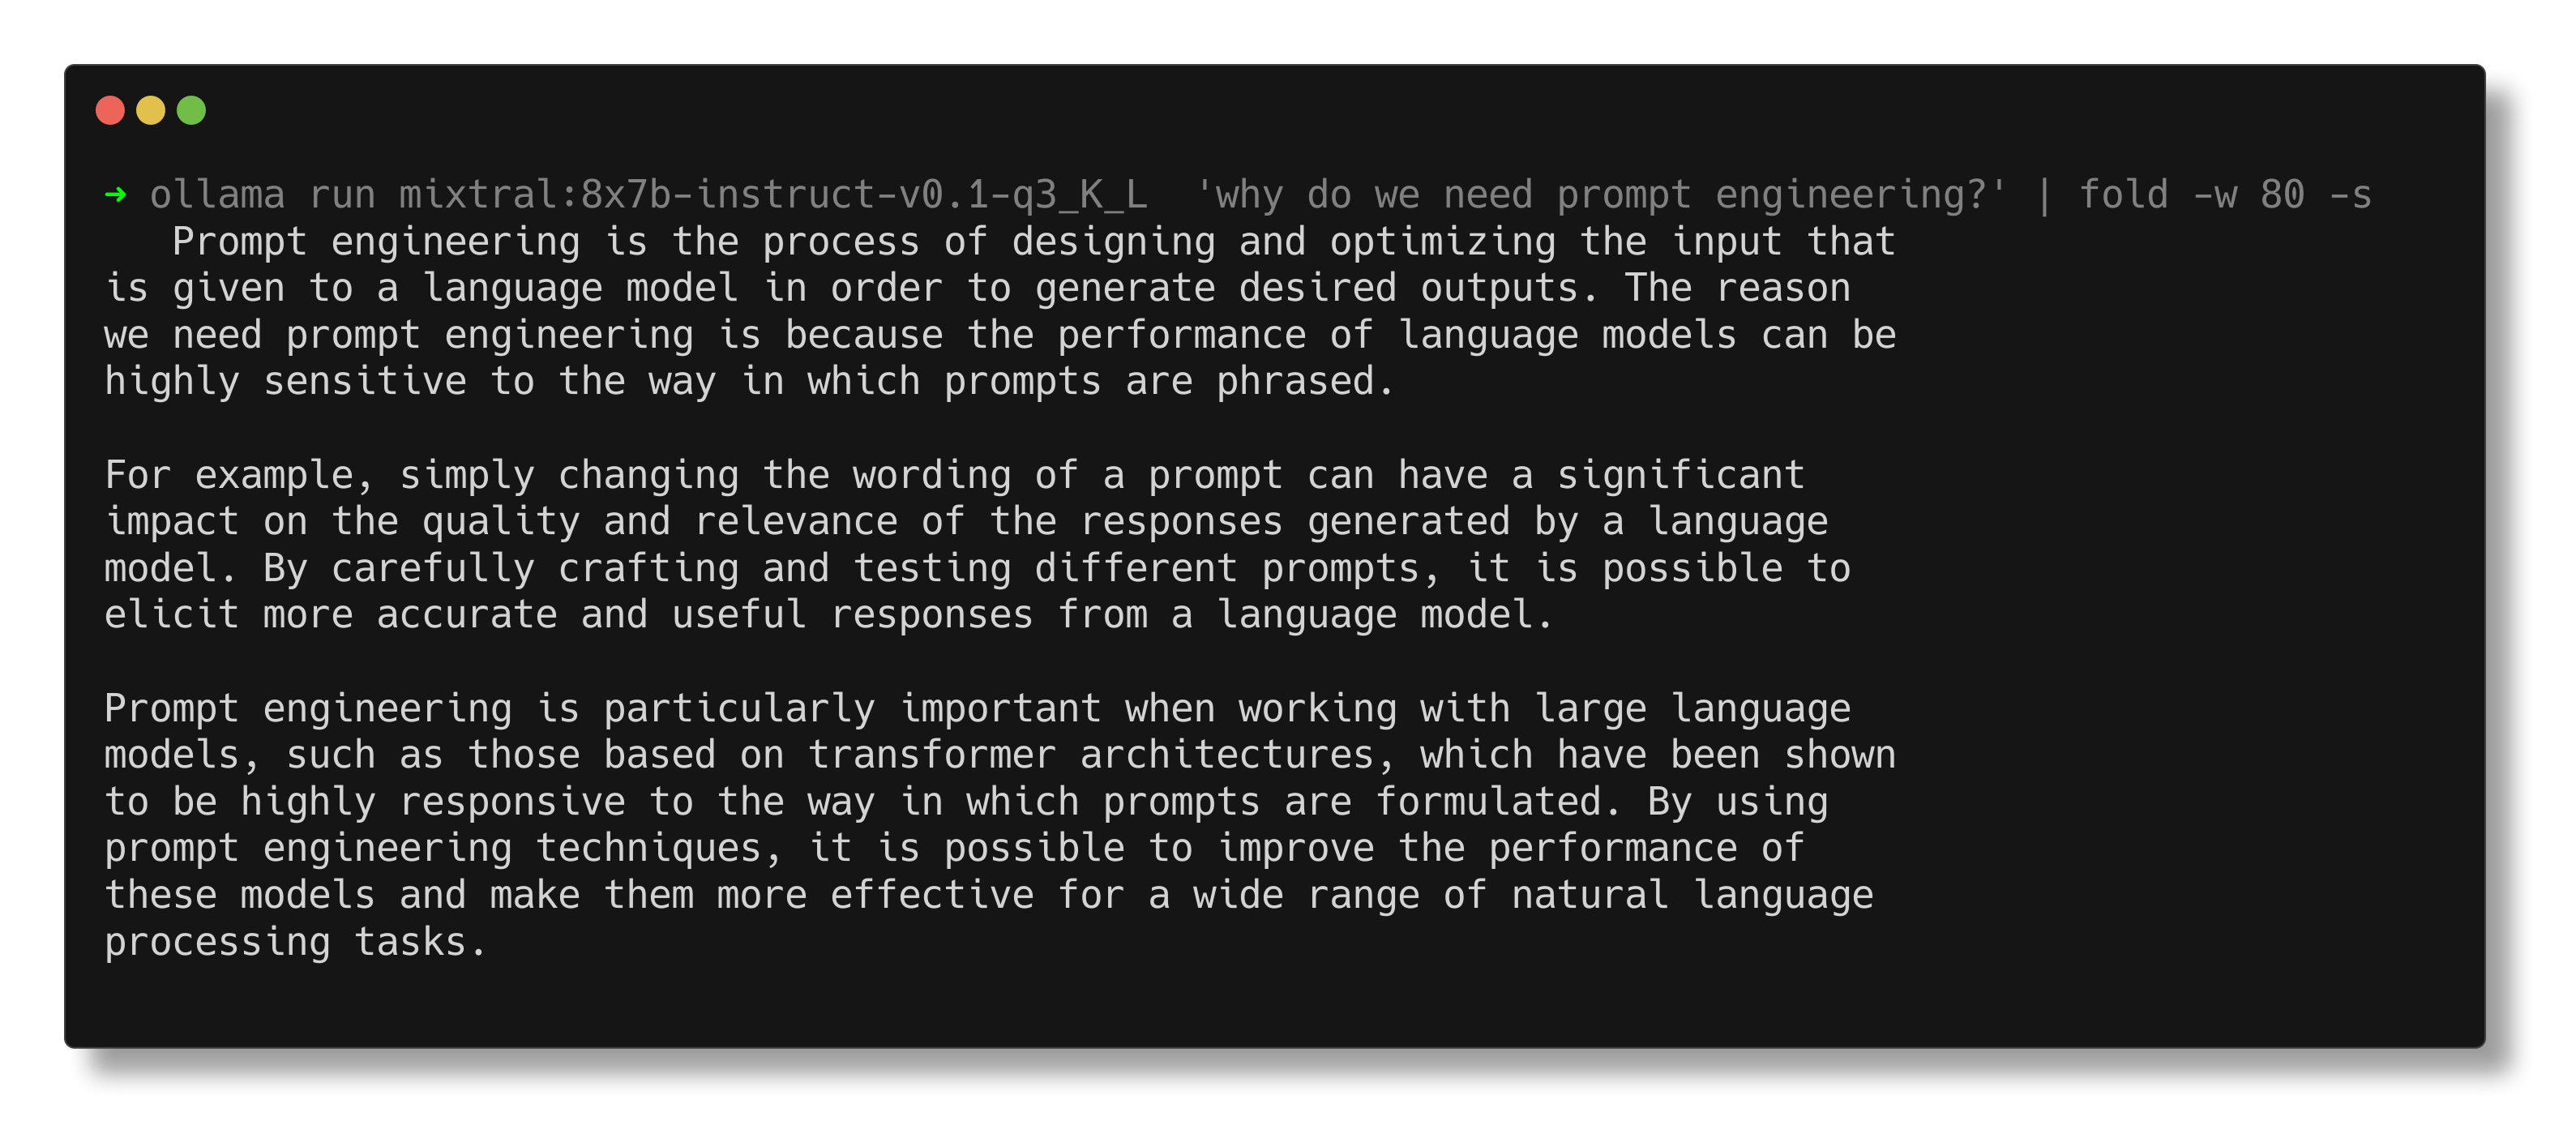 ➜ ollama run mixtral:8x7b-instruct-v0.1-q3_K_L  'why do we need prompt engineering?' | fold -w 80 -s
   Prompt engineering is the process of designing and optimizing the input that
is given to a language model in order to generate desired outputs. The reason
we need prompt engineering is because the performance of language models can be
highly sensitive to the way in which prompts are phrased.

For example, simply changing the wording of a prompt can have a significant
impact on the quality and relevance of the responses generated by a language
model. By carefully crafting and testing different prompts, it is possible to
elicit more accurate and useful responses from a language model.

Prompt engineering is particularly important when working with large language
models, such as those based on transformer architectures, which have been shown
to be highly responsive to the way in which prompts are formulated. By using
prompt engineering techniques, it is possible to improve the performance of
these models and make them more effective for a wide range of natural language
processing tasks.